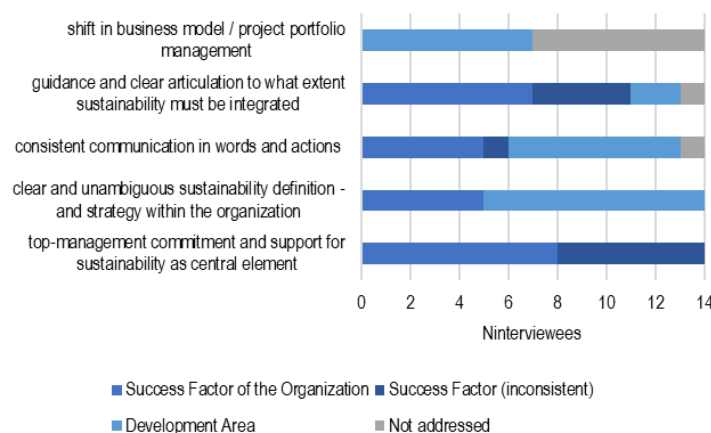 shift in business model / project portfolio
management
guidance and clear articulation to what extent
sustainability must be integrated
consistent communication in words and actions
clear and unambiguous sustainability definition -
and strategy within the organization
top-management commitment and support for
sustainability as central element
0 2 4 6 8 10 12 14
Ninterviewees
Success Factor of the Organization Success Factor (inconsistent)
Development Area Not addressed